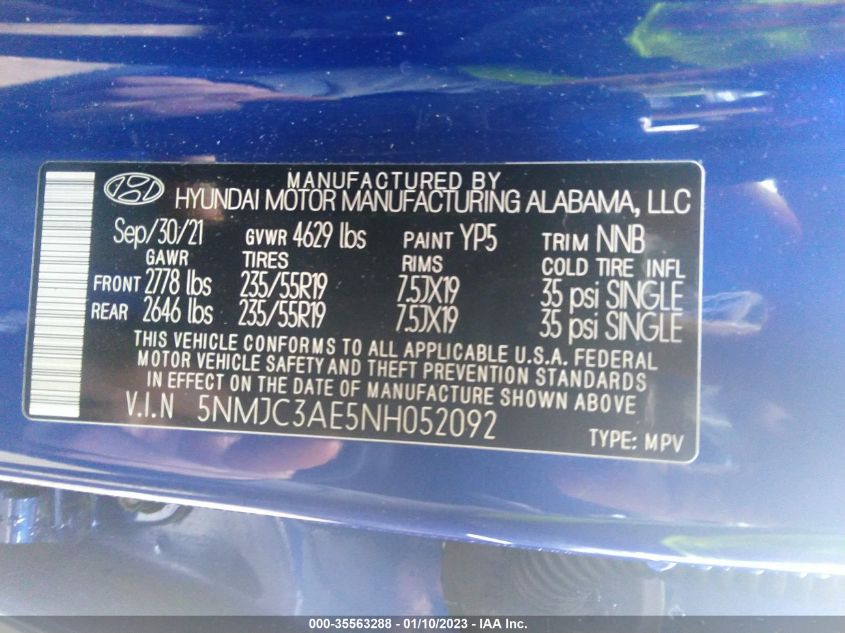 MANUFACTURED BY
HYUNDAI MOTOR MANUFACTURING ALABAMA, LLC
Sep/30/21 GVWR 4629 lbs PAINT YP5 TRIM NNB
GAWR TIRES RIMS COLD TIRE INFL
FRONT 2778 lbs 235/55R19 7.5JX19 35 psi SINGLE
REAR 2646 lbs 235/55R19 7.5JX19 35 psi SINGLE
THIS VEHICLE CONFORMS TO ALL APPLICABLE U.S.A. FEDERAL
MOTOR VEHICLE SAFETY AND THEFT PREVENTION STANDARDS
IN EFFECT ON THE DATE OF MANUFACTURE SHOWN ABOVE
V.I.N 5NMJC3AE5NH052092
TYPE: MPV
000-35563288 - 01/10/2023 - IAA Inc.